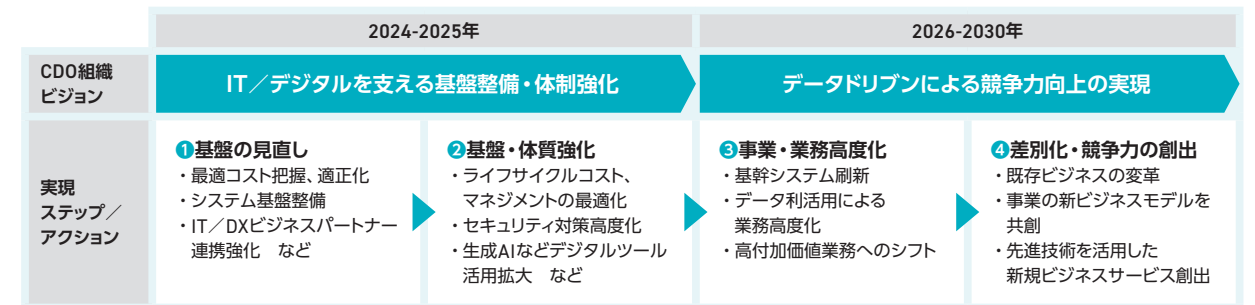 2024-2025年
2026-2030年
CDO組織
ビジョン
IT／デジタルを支える基盤整備・体制強化
データドリブンによる競争力向上の実現
実現
ステップ／
アクション
❶基盤の見直し
・最適コスト把握、適正化
・システム基盤整備
・IT／DXビジネスパートナー
連携強化　など
❷基盤・体質強化
・ライフサイクルコスト、
マネジメントの最適化
・セキュリティ対策高度化
・生成AIなどデジタルツール
活用拡大　など
❸事業・業務高度化
・基幹システム刷新
・データ利活用による
業務高度化
・高付加価値業務へのシフト
❹差別化・競争力の創出
・既存ビジネスの変革
・事業の新ビジネスモデルを
共創
・先進技術を活用した
新規ビジネスサービス創出